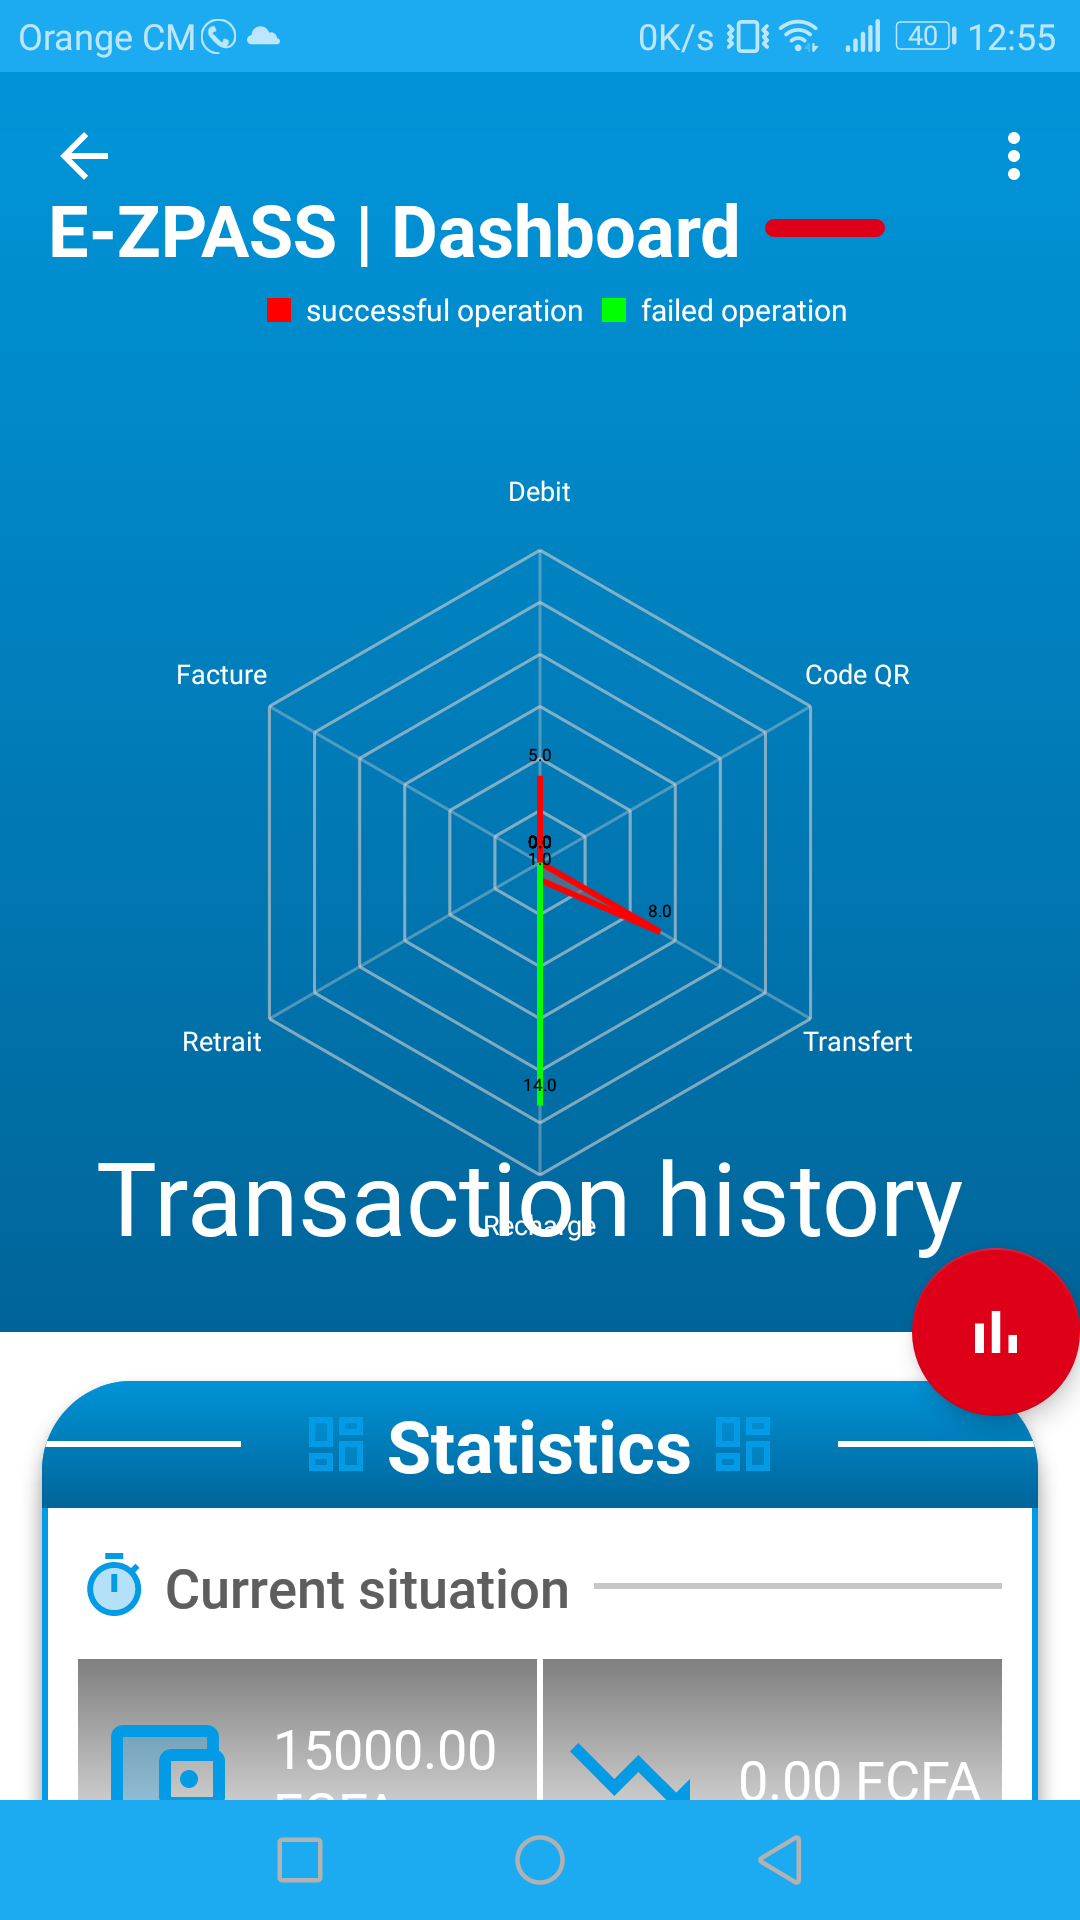 Orange CM 0K/s 40 12:55
E-ZPASS | Dashboard
successful operation failed operation
Debit
Facture Code QR
5.0
0.0
1.0
8.0
Retrait Transfert
14.0
Transaction history
Recharge
Statistics
Current situation
15000.00
FCFA
0.00 FCFA